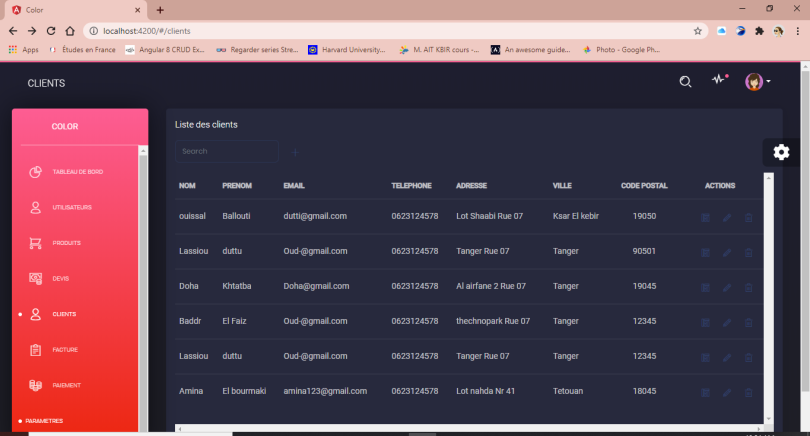 Color
localhost:4200/#/clients
Apps
Études en France
Angular 8 CRUD Ex...
Regarder series Stre...
Harvard University...
M. AIT KBIR cours -...
An awesome guide...
Photo - Google Ph...
CLIENTS
COLOR
TABLEAU DE BORD
UTILISATEURS
PRODUITS
DEVIS
CLIENTS
FACTURE
PAIEMENT
PARAMETRES
Liste des clients
Search
NOM PRENOM EMAIL TELEPHONE ADRESSE VILLE CODE POSTAL ACTIONS
ouissal Ballouti dutti@gmail.com 0623124578 Lot Shaabi Rue 07 Ksar El kebir 19050
Lassiou duttu Oud-@gmail.com 0623124578 Tanger Rue 07 Tanger 90501
Doha Khtatba Doha@gmail.com 0623124578 Al airfane 2 Rue 07 Tanger 19045
Baddr El Faiz Oud-@gmail.com 0623124578 thechnopark Rue 07 Tanger 12345
Lassiou duttu Oud-@gmail.com 0623124578 Tanger Rue 07 Tanger 12345
Amina El bourmaki amina123@gmail.com 0623124578 Lot nahda Nr 41 Tetouan 18045